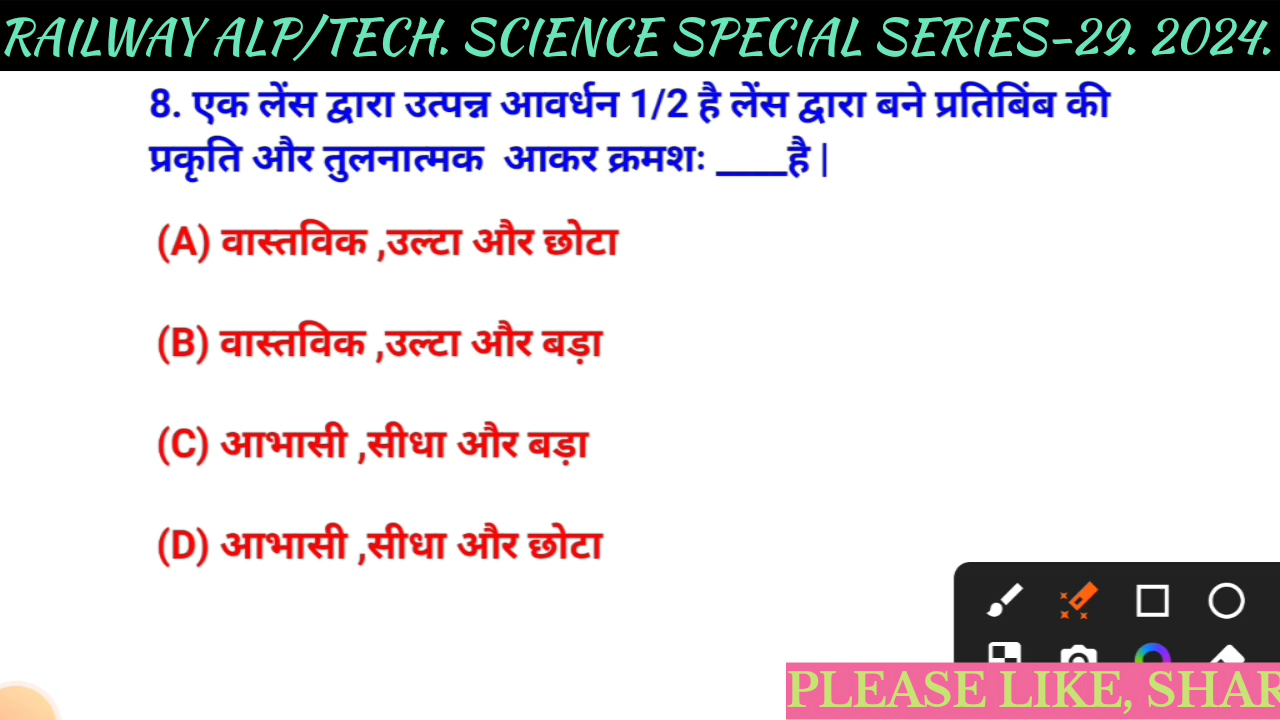 RAILWAY ALP/TECH. SCIENCE SPECIAL SERIES-29. 2024.
8. एक लेंस द्वारा उत्पन्न आवर्धन 1/2 है लेंस द्वारा बने प्रतिबिंब की
प्रकृति और तुलनात्मक आकर क्रमशः ____है |
(A) वास्तविक ,उल्टा और छोटा
(B) वास्तविक ,उल्टा और बड़ा
(C) आभासी ,सीधा और बड़ा
(D) आभासी ,सीधा और छोटा
PLEASE LIKE, SHAR